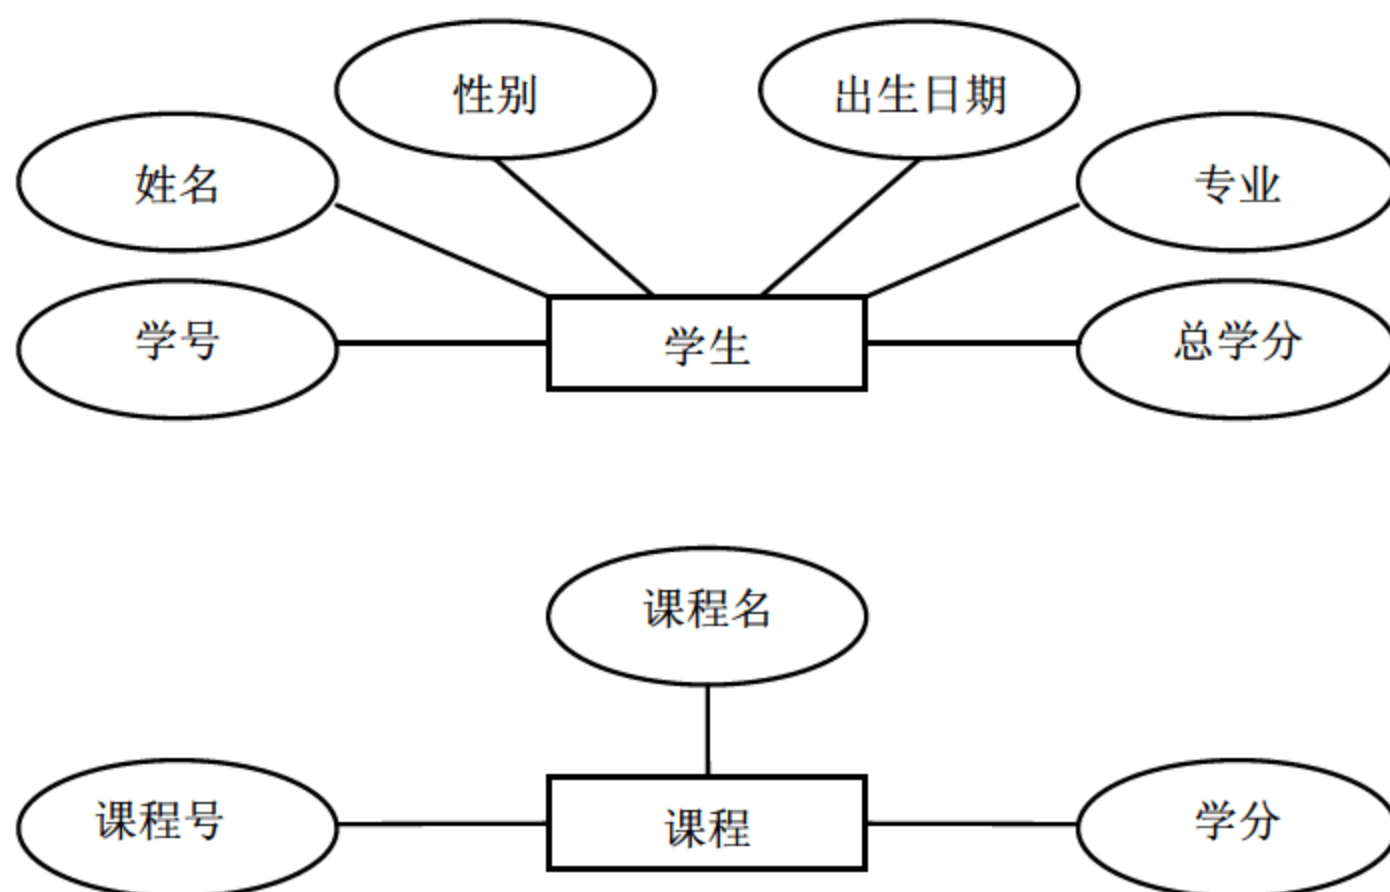 性别
出生日期
姓名
专业
学号
学生
总学分
课程名
课程号
课程
学分